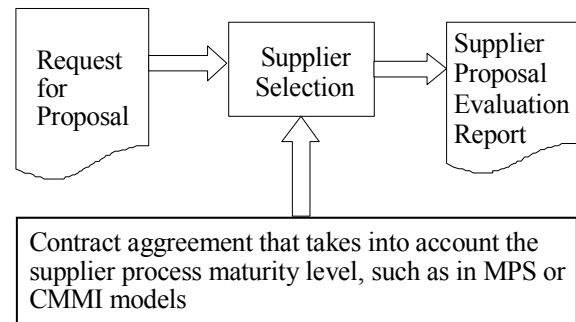 Request
for
Proposal
Supplier
Selection
Supplier
Proposal
Evaluation
Report
Contract aggreement that takes into account the
supplier process maturity level, such as in MPS or
CMMI models